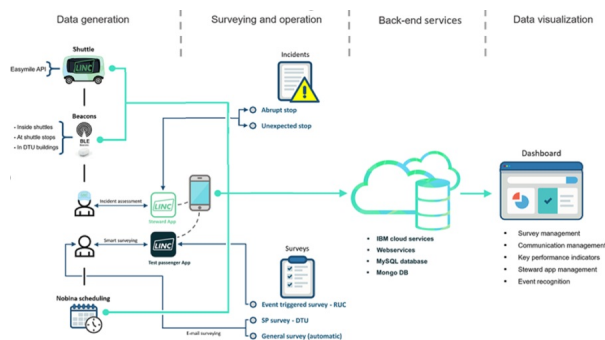 Data generation
Surveying and operation
Back-end services
Data visualization
Shuttle
Easymile API
LINC
Beacons
• Inside shuttles
• At shuttle stops
• In DTU buildings
BLE
Incidents
Abrupt stop
Unexpected stop
Incident assessment
LINC
Steward App
Smart surveying
LINC
Test passenger App
Nobina scheduling
E-mail surveying
Surveys
Event triggered survey - RUC
SP survey - DTU
General survey (automatic)
• IBM cloud services
• Webservices
• MySQL database
• Mongo DB
Dashboard
• Survey management
• Communication management
• Key performance indicators
• Steward app management
• Event recognition